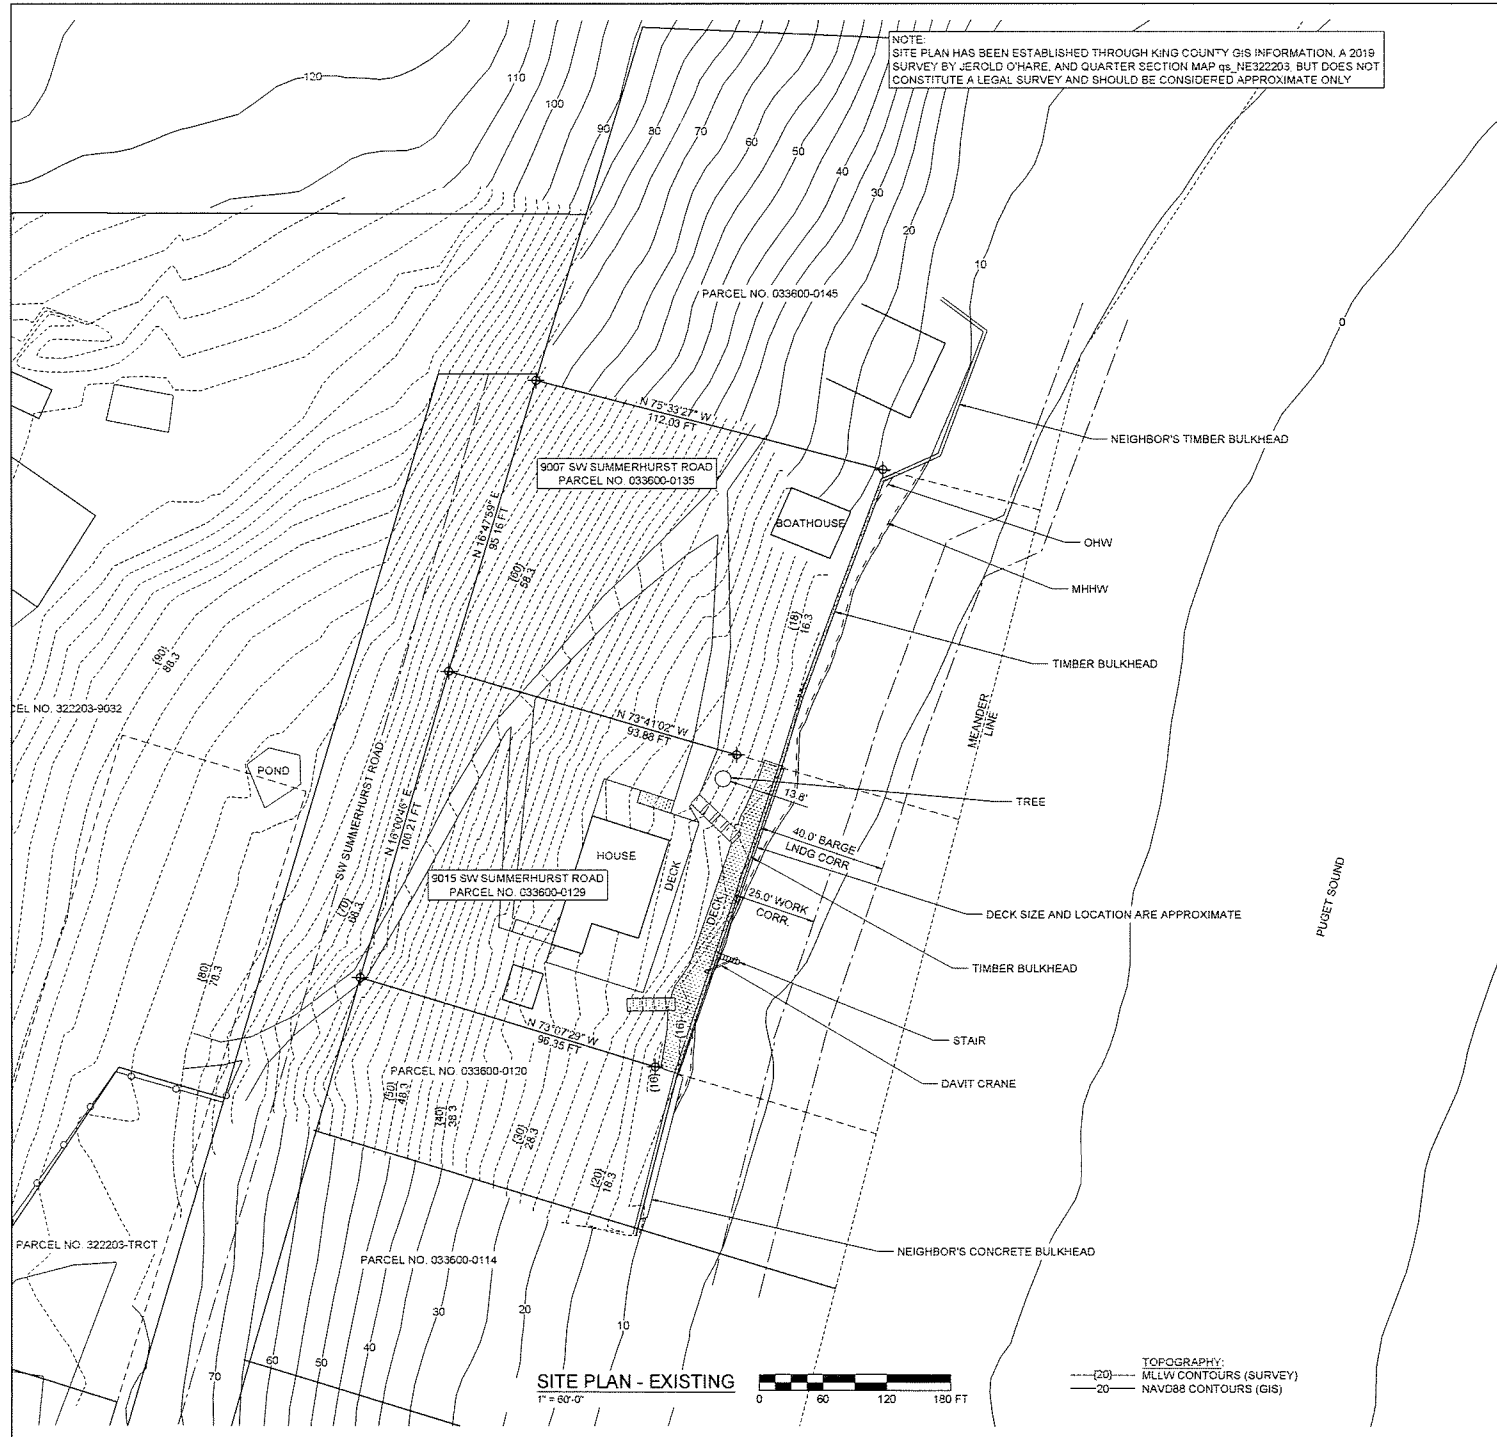 NOTE:
SITE PLAN HAS BEEN ESTABLISHED THROUGH KING COUNTY GIS INFORMATION, A 2019
SURVEY BY JEROLD O'HARE, AND QUARTER SECTION MAP qs_NE322203, BUT DOES NOT
CONSTITUTE A LEGAL SURVEY AND SHOULD BE CONSIDERED APPROXIMATE ONLY
120
110
100
90
80
70
60
50
40
30
20
10
0
PARCEL NO. 033600-0145
N 75°33'27" W
112.03 FT
NEIGHBOR'S TIMBER BULKHEAD
9007 SW SUMMERHURST ROAD
PARCEL NO. 033600-0135
N 16°47'59" E
95.16 FT
BOATHOUSE
OHW
MHHW
(60)
58.3
(18)
16.3
TIMBER BULKHEAD
(90)
88.3
CEL NO. 322203-9032
MEANDER
LINE
N 73°41'02" W
93.88 FT
POND
SW SUMMERHURST ROAD
N 16°00'46" E
100.21 FT
13.8'
TREE
40.0' BARGE
LNDG CORR
HOUSE
DECK
9015 SW SUMMERHURST ROAD
PARCEL NO. 033600-0129
DECK
25.0' WORK
CORR.
DECK SIZE AND LOCATION ARE APPROXIMATE
PUGET SOUND
(70)
68.3
(80)
78.3
TIMBER BULKHEAD
STAIR
DAVIT CRANE
N 73°07'29" W
96.35 FT
(16)
(16)
PARCEL NO. 033600-0120
(50)
48.3
(40)
38.3
(30)
28.3
(20)
18.3
PARCEL NO. 322203-TRCT
PARCEL NO. 033600-0114
NEIGHBOR'S CONCRETE BULKHEAD
70
60
50
40
30
20
10
SITE PLAN - EXISTING
1" = 60'-0"
0 60 120 180 FT
TOPOGRAPHY:
(20) MLLW CONTOURS (SURVEY)
20 NAVD88 CONTOURS (GIS)